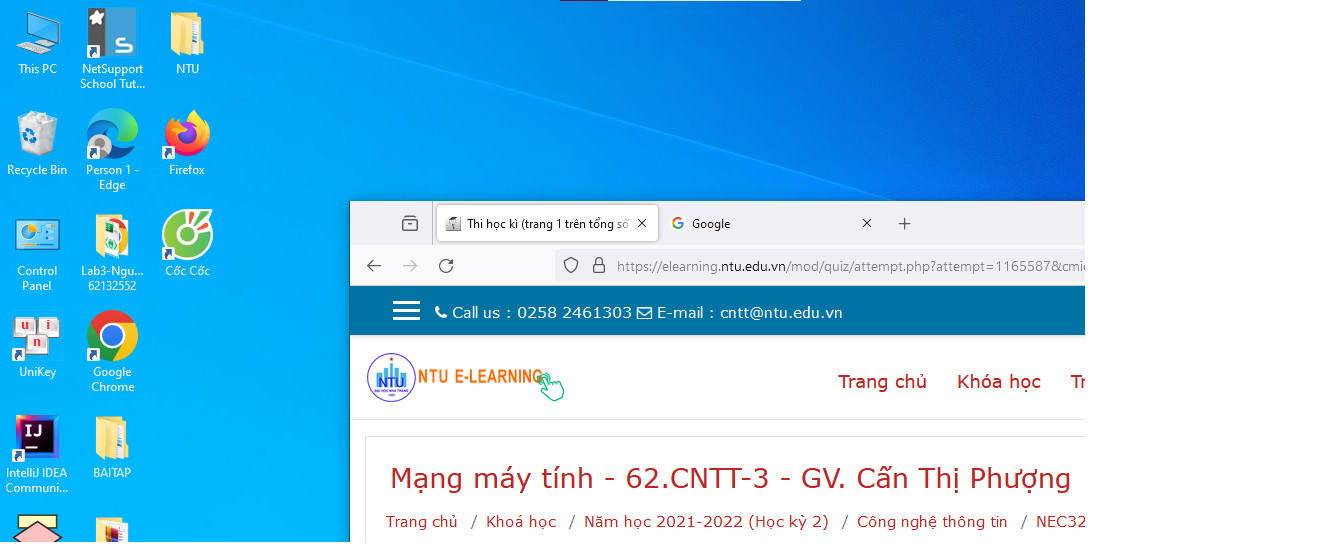 This PC
NetSupport
School Tut...
NTU
Recycle Bin
Person 1 -
Edge
Firefox
Control
Panel
Lab3-Ngu...
62132552
Cốc Cốc
UniKey
Google
Chrome
IntelliJ IDEA
Communi...
BAITAP
Thi học kì (trang 1 trên tổng số
Google
https://elearning.ntu.edu.vn/mod/quiz/attempt.php?attempt=1165587&cmi
Call us : 0258 2461303 E-mail : cntt@ntu.edu.vn
NTU
NTU E-LEARNING
Trang chủ Khóa học Tr
Mạng máy tính - 62.CNTT-3 - GV. Cấn Thị Phượng
Trang chủ / Khoá học / Năm học 2021-2022 (Học kỳ 2) / Công nghệ thông tin / NEC32